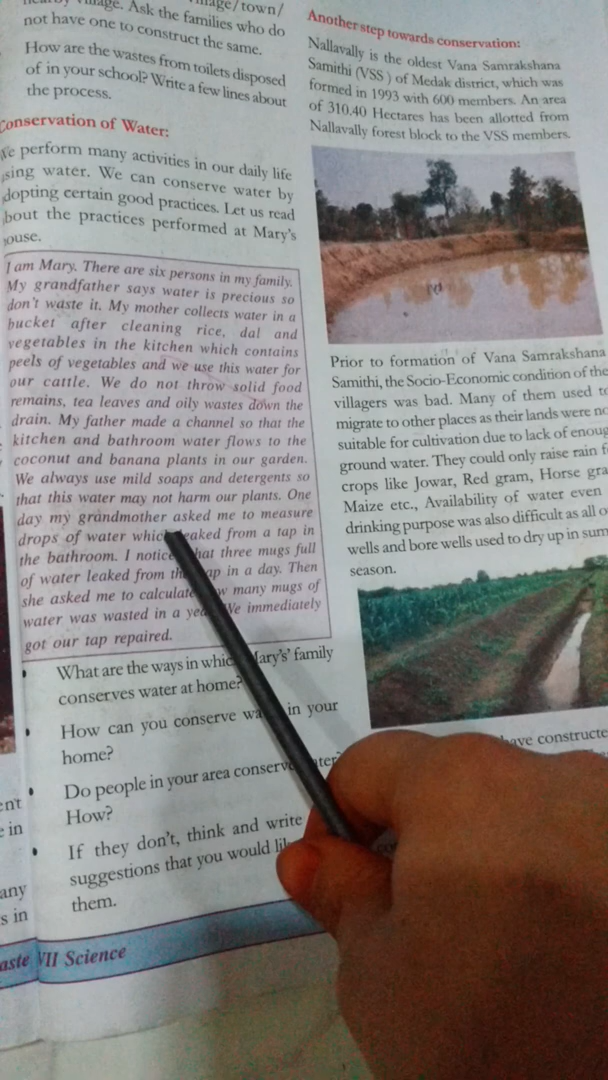 village. Ask the families who do
not have one to construct the same.
How are the wastes from toilets disposed
of in your school? Write a few lines about
the process.
Conservation of Water:
We perform many activities in our daily life
using water. We can conserve water by
adopting certain good practices. Let us read
about the practices performed at Mary's
house.
I am Mary. There are six persons in my family.
My grandfather says water is precious so
don't waste it. My mother collects water in a
bucket after cleaning rice, dal and
vegetables in the kitchen which contains
peels of vegetables and we use this water for
our cattle. We do not throw solid food
remains, tea leaves and oily wastes down the
drain. My father made a channel so that the
kitchen and bathroom water flows to the
coconut and banana plants in our garden.
We always use mild soaps and detergents so
that this water may not harm our plants. One
day my grandmother asked me to measure
drops of water which leaked from a tap in
the bathroom. I notice that three mugs full
of water leaked from the tap in a day. Then
she asked me to calculate how many mugs of
water was wasted in a year. We immediately
got our tap repaired.
• What are the ways in which Mary's' family
conserves water at home?
• How can you conserve water in your
home?
• Do people in your area conserve water?
How?
• If they don't, think and write
suggestions that you would
them.
in
any
s in
aste VII Science
Another step towards conservation:
Nallavally is the oldest Vana Samrakshana
Samithi (VSS ) of Medak district, which was
formed in 1993 with 600 members. An area
of 310.40 Hectares has been allotted from
Nallavally forest block to the VSS members.
Prior to formation of Vana Samrakshana
Samithi, the Socio-Economic condition of the
villagers was bad. Many of them used to
migrate to other places as their lands were
suitable for cultivation due to lack of
ground water. They could only raise rain
crops like Jowar, Red gram, Horse
Maize etc., Availability of water even
drinking purpose was also difficult as all
wells and bore wells used to dry up in
season.
have constructe